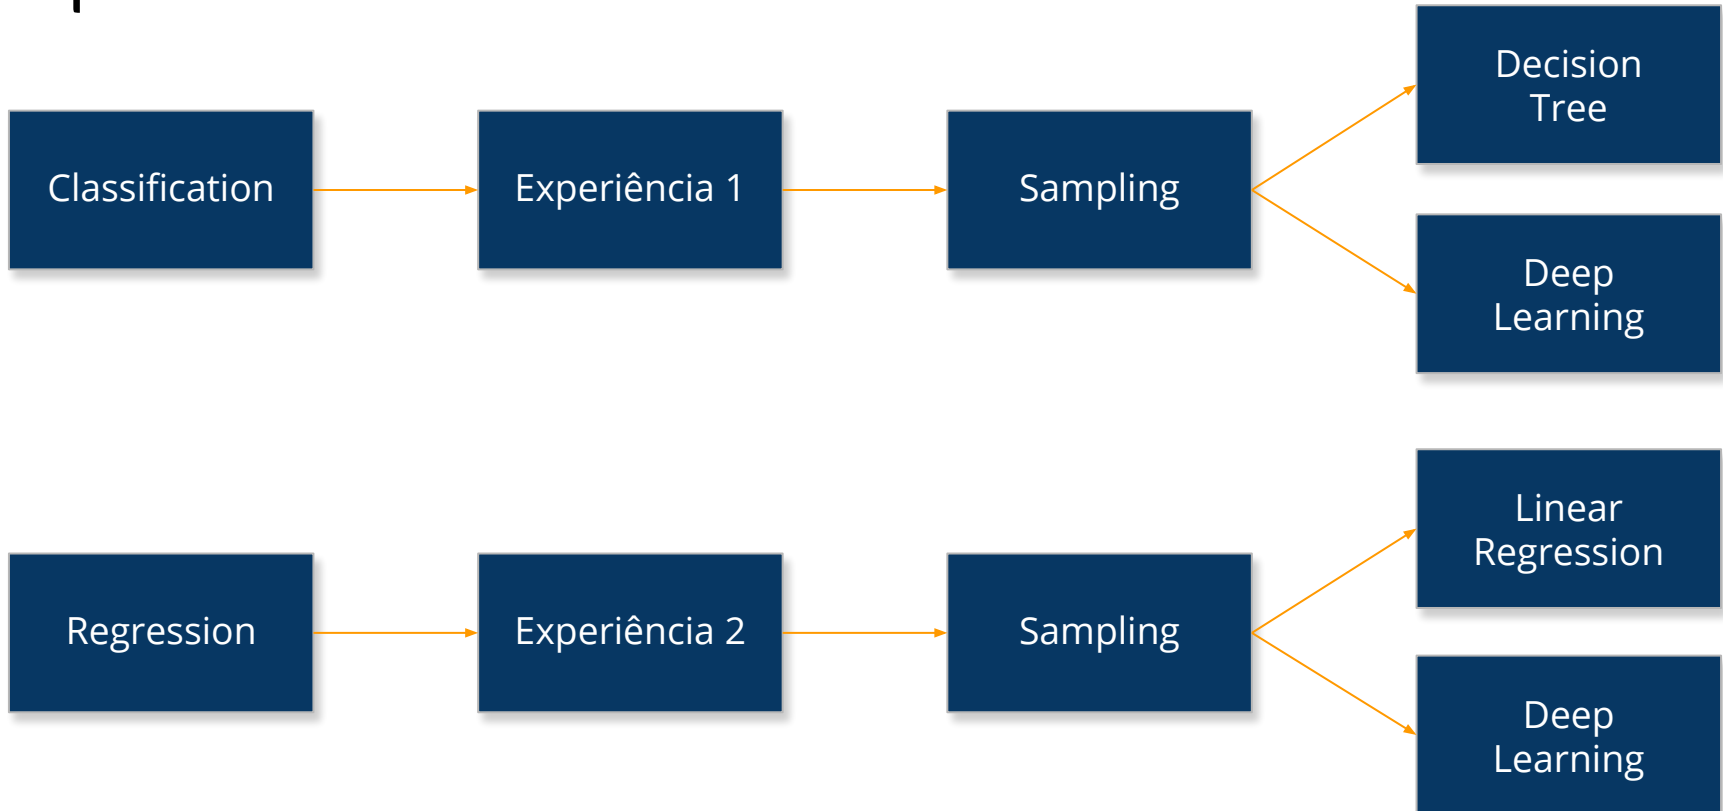 Classification
Experiência 1
Sampling
Decision
Tree
Deep
Learning
Regression
Experiência 2
Sampling
Linear
Regression
Deep
Learning